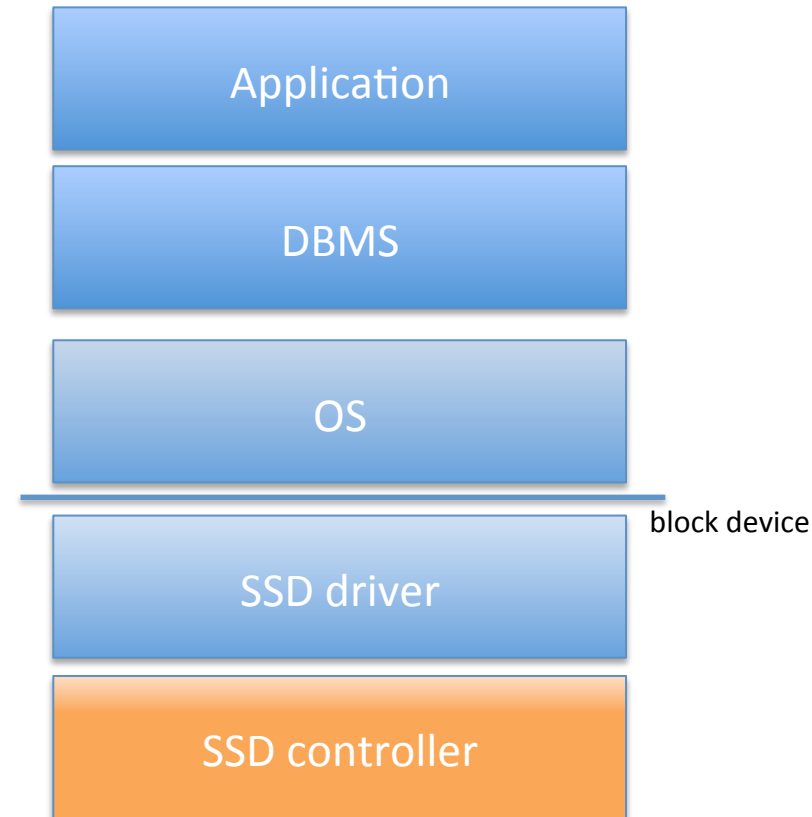 Application
DBMS
OS
block device
SSD driver
SSD controller